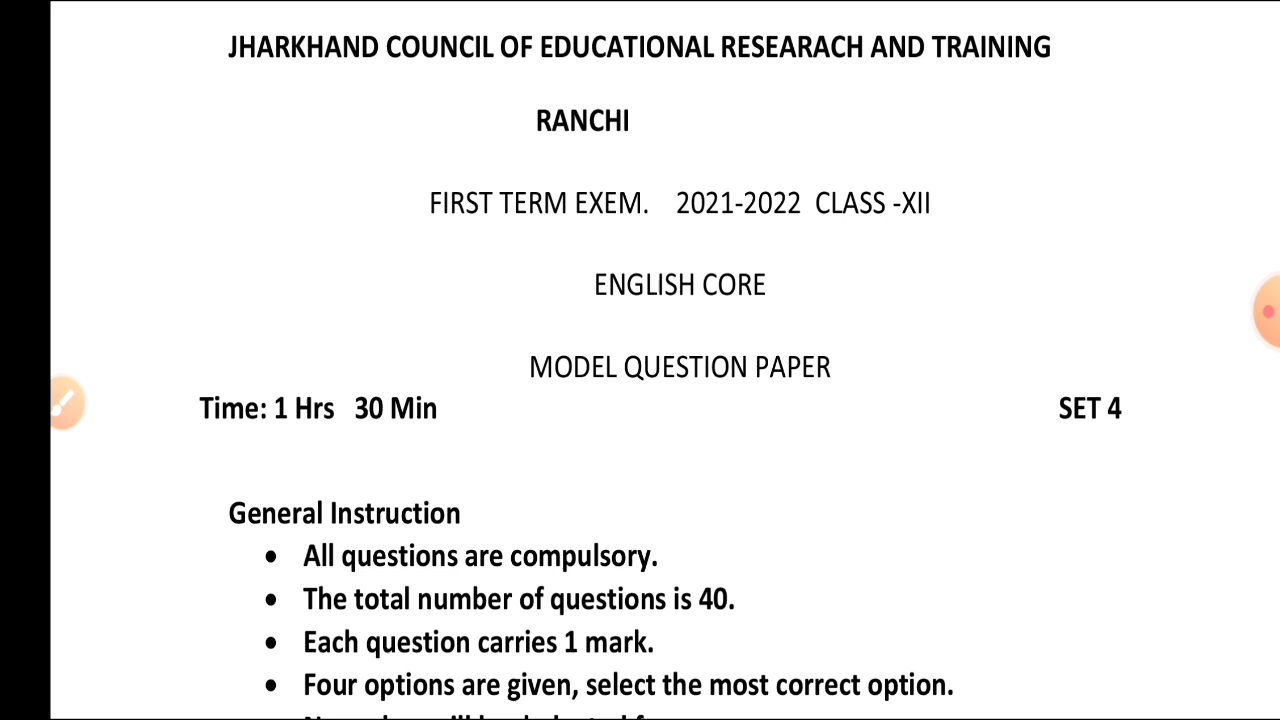 JHARKHAND COUNCIL OF EDUCATIONAL RESEARACH AND TRAINING
RANCHI
FIRST TERM EXEM. 2021-2022 CLASS -XII
ENGLISH CORE
MODEL QUESTION PAPER
Time: 1 Hrs 30 Min SET 4
General Instruction
• All questions are compulsory.
• The total number of questions is 40.
• Each question carries 1 mark.
• Four options are given, select the most correct option.